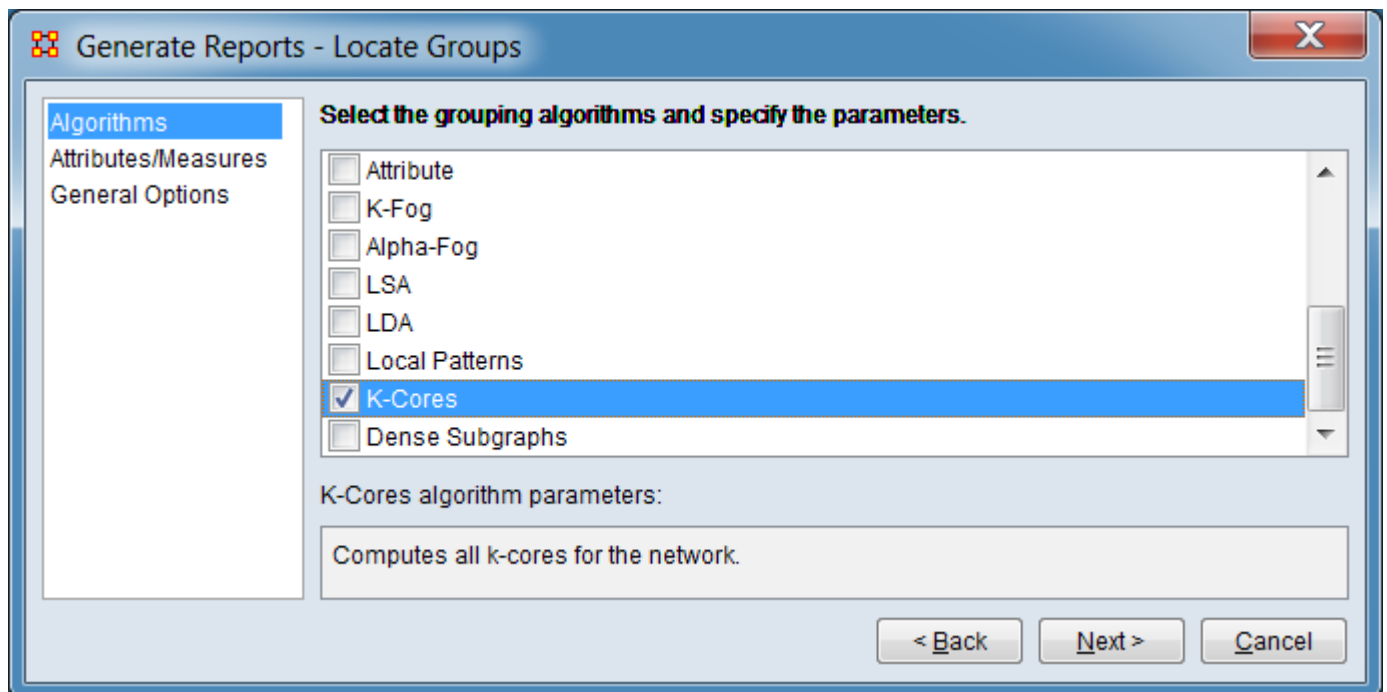 Generate Reports - Locate Groups
Algorithms
Attributes/Measures
General Options
Select the grouping algorithms and specify the parameters.
Attribute
K-Fog
Alpha-Fog
LSA
LDA
Local Patterns
K-Cores
Dense Subgraphs
K-Cores algorithm parameters:
Computes all k-cores for the network.
< Back
Next >
Cancel